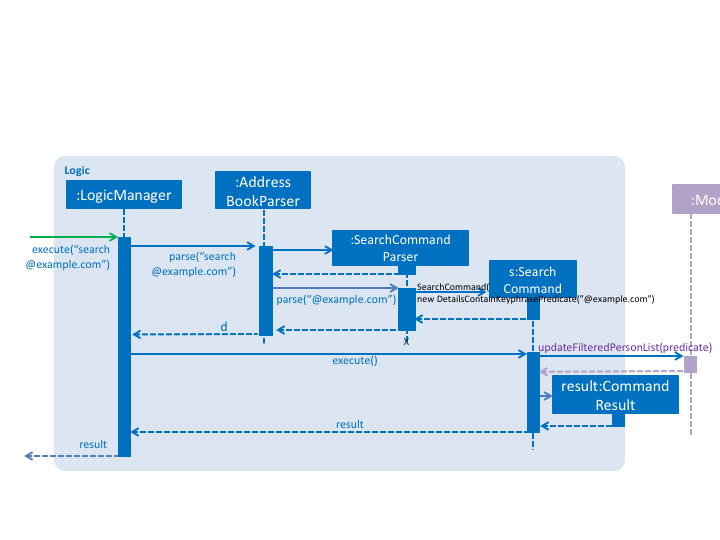 Logic
:LogicManager
:Address
BookParser
:Mod
execute(“search
@example.com”)
parse(“search
@example.com”)
:SearchCommand
Parser
s:Search
Command
parse(“@example.com”)
SearchCommand(
new DetailsContainKeyphrasePredicate(“@example.com”)
d
x
execute()
updateFilteredPersonList(predicate)
result:Command
Result
result
result